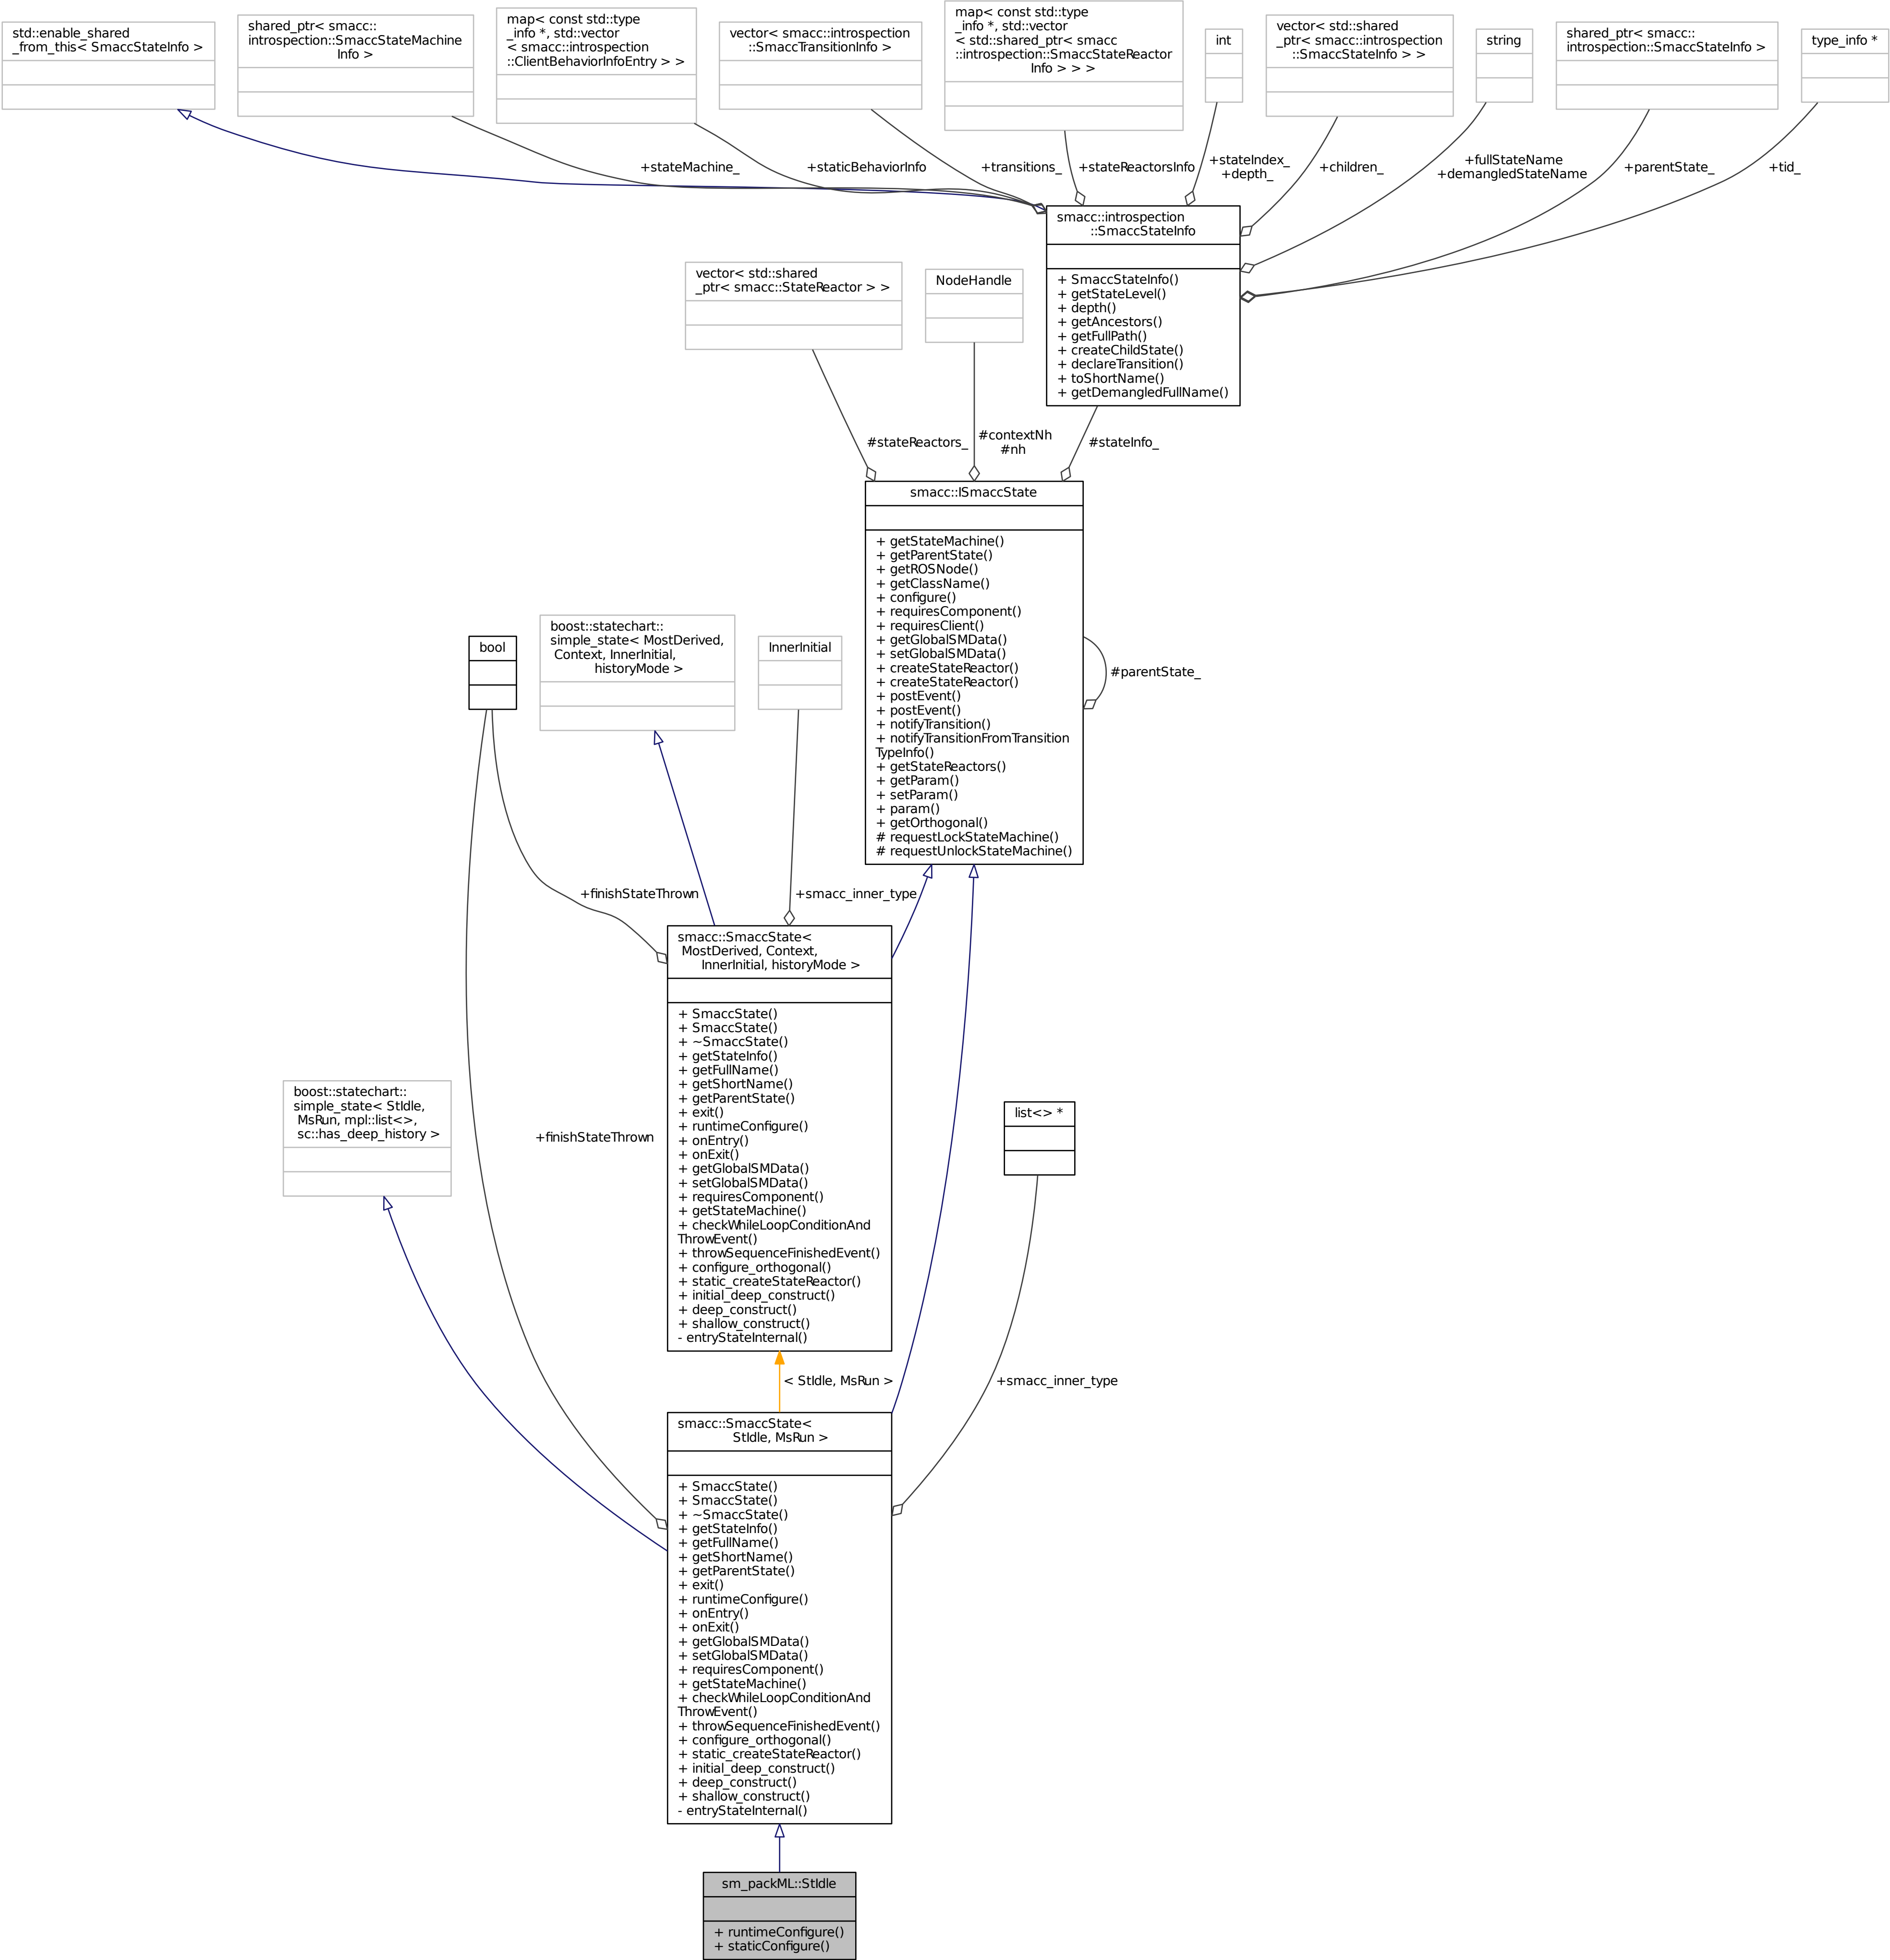 std::enable_shared
_from_this< SmaccStateInfo >
shared_ptr< smacc::
introspection::SmaccStateMachine
Info >
map< const std::type
_info *, std::vector
< smacc::introspection
::ClientBehaviorInfoEntry > >
vector< smacc::introspection
::SmaccTransitionInfo >
map< const std::type
_info *, std::vector
< std::shared_ptr< smacc
::introspection::SmaccStateReactor
Info > > >
int
vector< std::shared
_ptr< smacc::introspection
::SmaccStateInfo > >
string
shared_ptr< smacc::
introspection::SmaccStateInfo >
type_info *
+stateMachine_
+staticBehaviorInfo
+transitions_
+stateReactorsInfo
+stateIndex_
+depth_
+children_
+fullStateName
+demangledStateName
+parentState_
+tid_
smacc::introspection
::SmaccStateInfo
+ SmaccStateInfo()
+ getStateLevel()
+ depth()
+ getAncestors()
+ getFullPath()
+ createChildState()
+ declareTransition()
+ toShortName()
+ getDemangledFullName()
vector< std::shared
_ptr< smacc::StateReactor > >
NodeHandle
#stateReactors_
#contextNh
#nh
#stateInfo_
smacc::ISmaccState
+ getStateMachine()
+ getParentState()
+ getROSNode()
+ getClassName()
+ configure()
+ requiresComponent()
+ requiresClient()
+ getGlobalSMData()
+ setGlobalSMData()
+ createStateReactor()
+ createStateReactor()
+ postEvent()
+ postEvent()
+ notifyTransition()
+ notifyTransitionFromTransition
TypeInfo()
+ getStateReactors()
+ getParam()
+ setParam()
+ param()
+ getOrthogonal()
# requestLockStateMachine()
# requestUnlockStateMachine()
#parentState_
bool
boost::statechart::
simple_state< MostDerived,
Context, InnerInitial,
historyMode >
InnerInitial
+finishStateThrown
+smacc_inner_type
smacc::SmaccState<
MostDerived, Context,
InnerInitial, historyMode >
+ SmaccState()
+ SmaccState()
+ ~SmaccState()
+ getStateInfo()
+ getFullName()
+ getShortName()
+ getParentState()
+ exit()
+ runtimeConfigure()
+ onEntry()
+ onExit()
+ getGlobalSMData()
+ setGlobalSMData()
+ requiresComponent()
+ getStateMachine()
+ checkWhileLoopConditionAnd
ThrowEvent()
+ throwSequenceFinishedEvent()
+ configure_orthogonal()
+ static_createStateReactor()
+ initial_deep_construct()
+ deep_construct()
+ shallow_construct()
- entryStateInternal()
boost::statechart::
simple_state< StIdle,
MsRun, mpl::list<>,
sc::has_deep_history >
+finishStateThrown
list<> *
< StIdle, MsRun >
+smacc_inner_type
smacc::SmaccState<
StIdle, MsRun >
+ SmaccState()
+ SmaccState()
+ ~SmaccState()
+ getStateInfo()
+ getFullName()
+ getShortName()
+ getParentState()
+ exit()
+ runtimeConfigure()
+ onEntry()
+ onExit()
+ getGlobalSMData()
+ setGlobalSMData()
+ requiresComponent()
+ getStateMachine()
+ checkWhileLoopConditionAnd
ThrowEvent()
+ throwSequenceFinishedEvent()
+ configure_orthogonal()
+ static_createStateReactor()
+ initial_deep_construct()
+ deep_construct()
+ shallow_construct()
- entryStateInternal()
sm_packML::StIdle
+ runtimeConfigure()
+ staticConfigure()